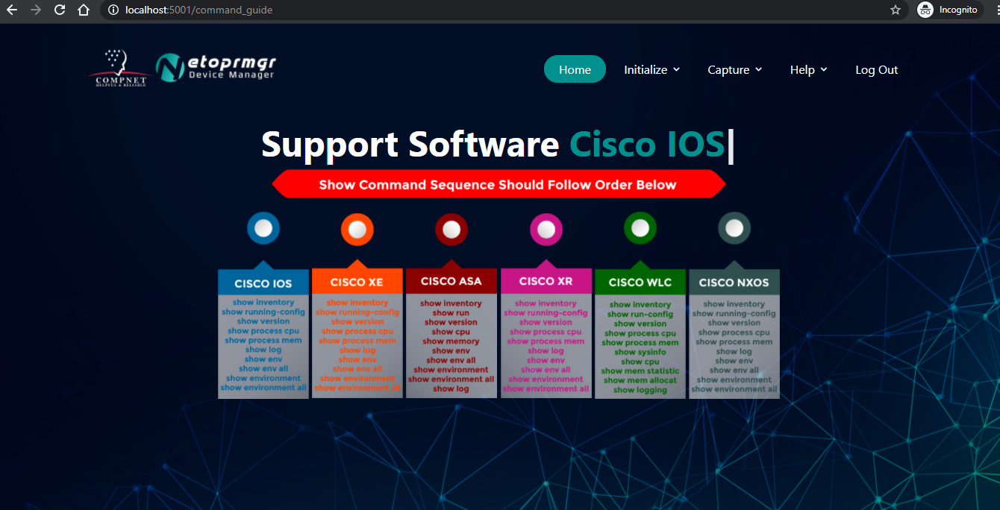 localhost:5001/command_guide
Incognito
COMPNET
HELPFUL & RELIABLE
Netoprmgr
Device Manager
Home
Initialize
Capture
Help
Log Out
Support Software Cisco IOS|
Show Command Sequence Should Follow Order Below
CISCO IOS
show inventory
show running-config
show version
show process cpu
show process mem
show log
show env
show env all
show environment
show environment all
CISCO XE
show inventory
show running-config
show version
show process cpu
show process mem
show log
show env
show env all
show environment
show environment all
CISCO ASA
show inventory
show run
show version
show cpu
show memory
show env
show env all
show environment
show environment all
show log
CISCO XR
show inventory
show running-config
show version
show process cpu
show process mem
show log
show env
show env all
show environment
show environment all
CISCO WLC
show inventory
show run-config
show version
show process cpu
show process mem
show sysinfo
show cpu
show mem statistic
show mem allocat
show logging
CISCO NXOS
show inventory
show running-config
show version
show process cpu
show process mem
show log
show env
show env all
show environment
show environment all